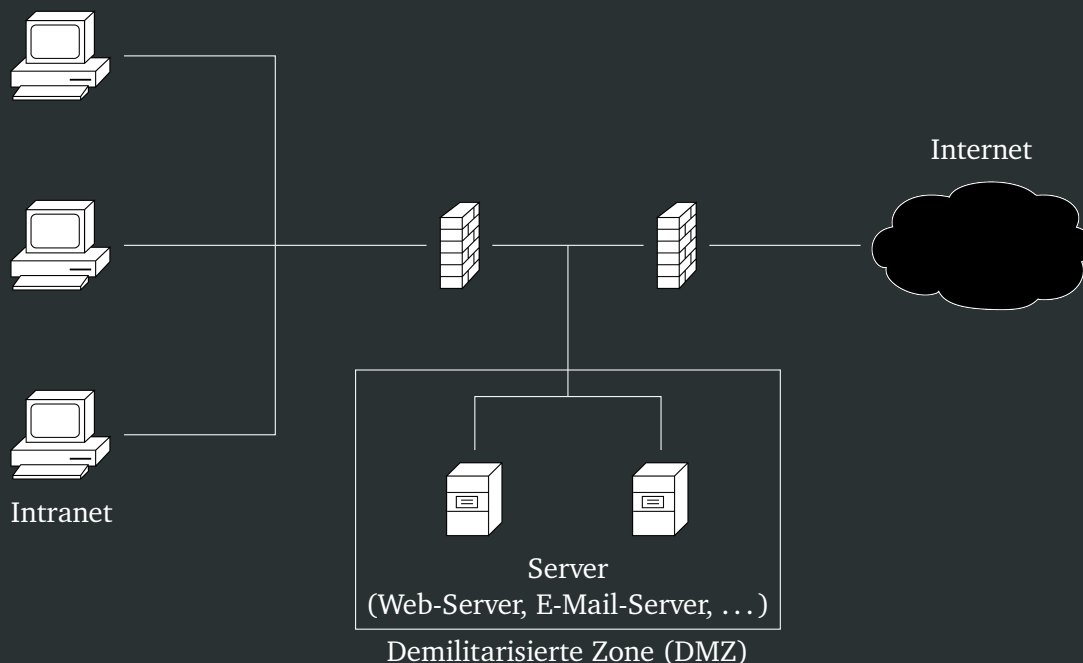 Internet
Intranet
Server
(Web-Server, E-Mail-Server, . . . )
Demilitarisierte Zone (DMZ)